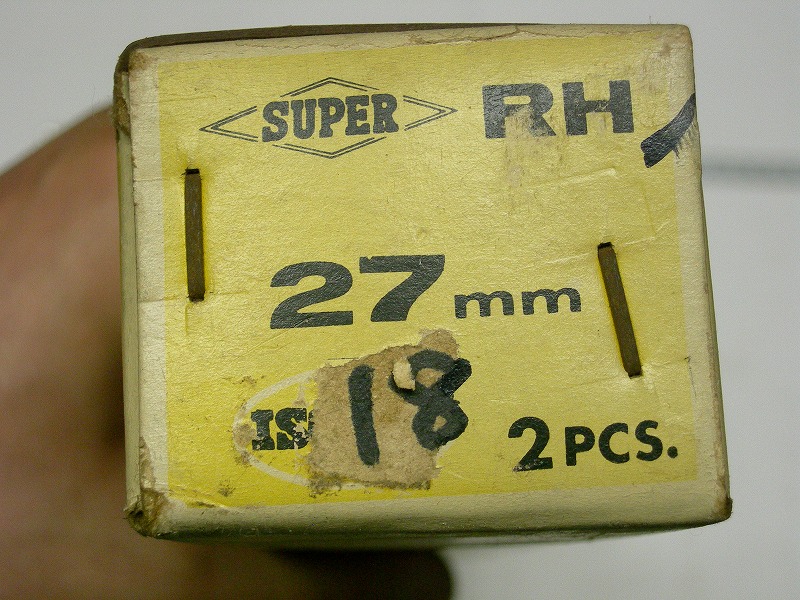 SUPER RH
27 mm
18
2 PCS.